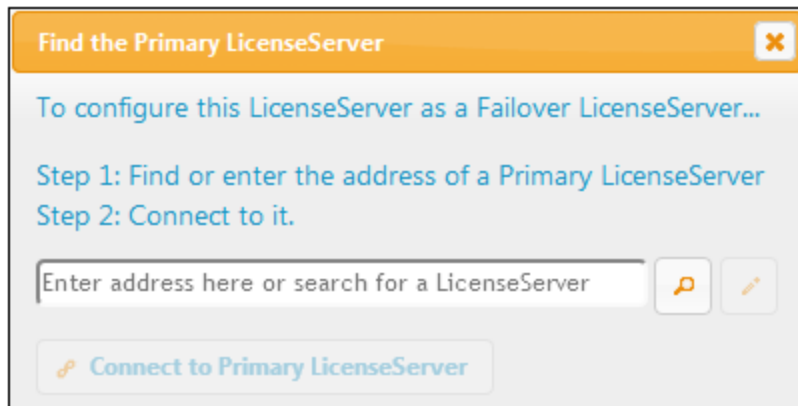 Find the Primary LicenseServer
To configure this LicenseServer as a Failover LicenseServer...
Step 1: Find or enter the address of a Primary LicenseServer
Step 2: Connect to it.
Enter address here or search for a LicenseServer
Connect to Primary LicenseServer